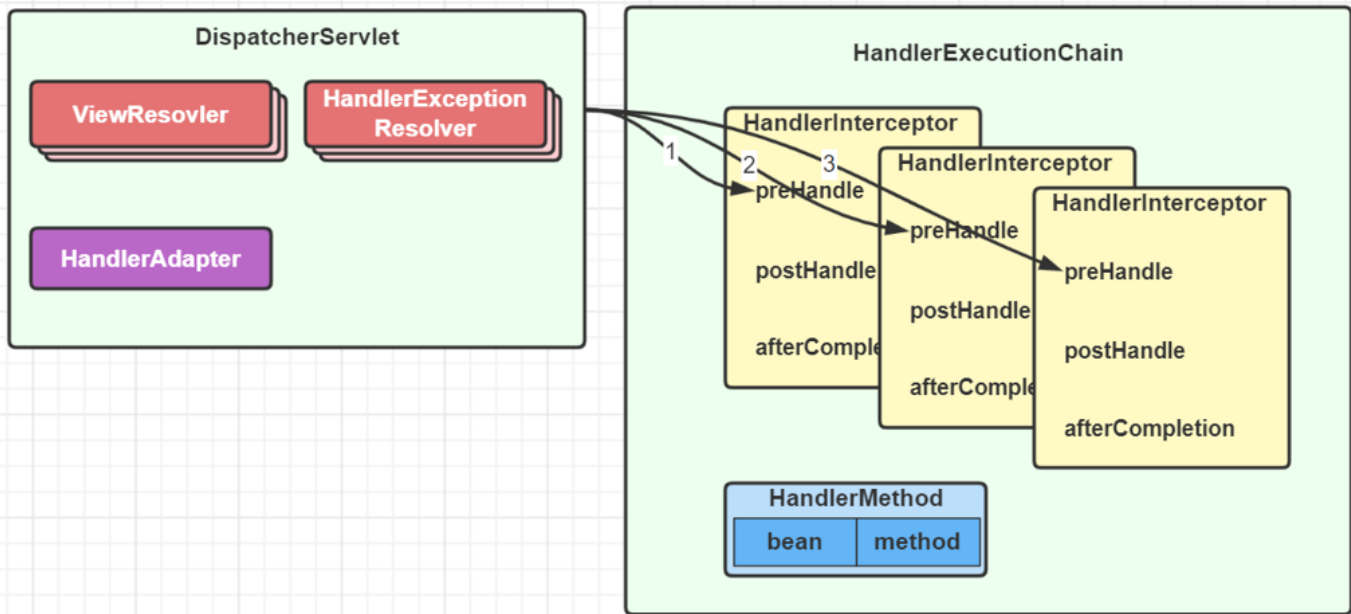 DispatcherServlet
ViewResovler
HandlerException
Resolver
HandlerAdapter
HandlerExecutionChain
1
2
3
HandlerInterceptor
preHandle
postHandle
afterComple
HandlerInterceptor
preHandle
postHandle
afterComple
HandlerInterceptor
preHandle
postHandle
afterCompletion
HandlerMethod
bean
method